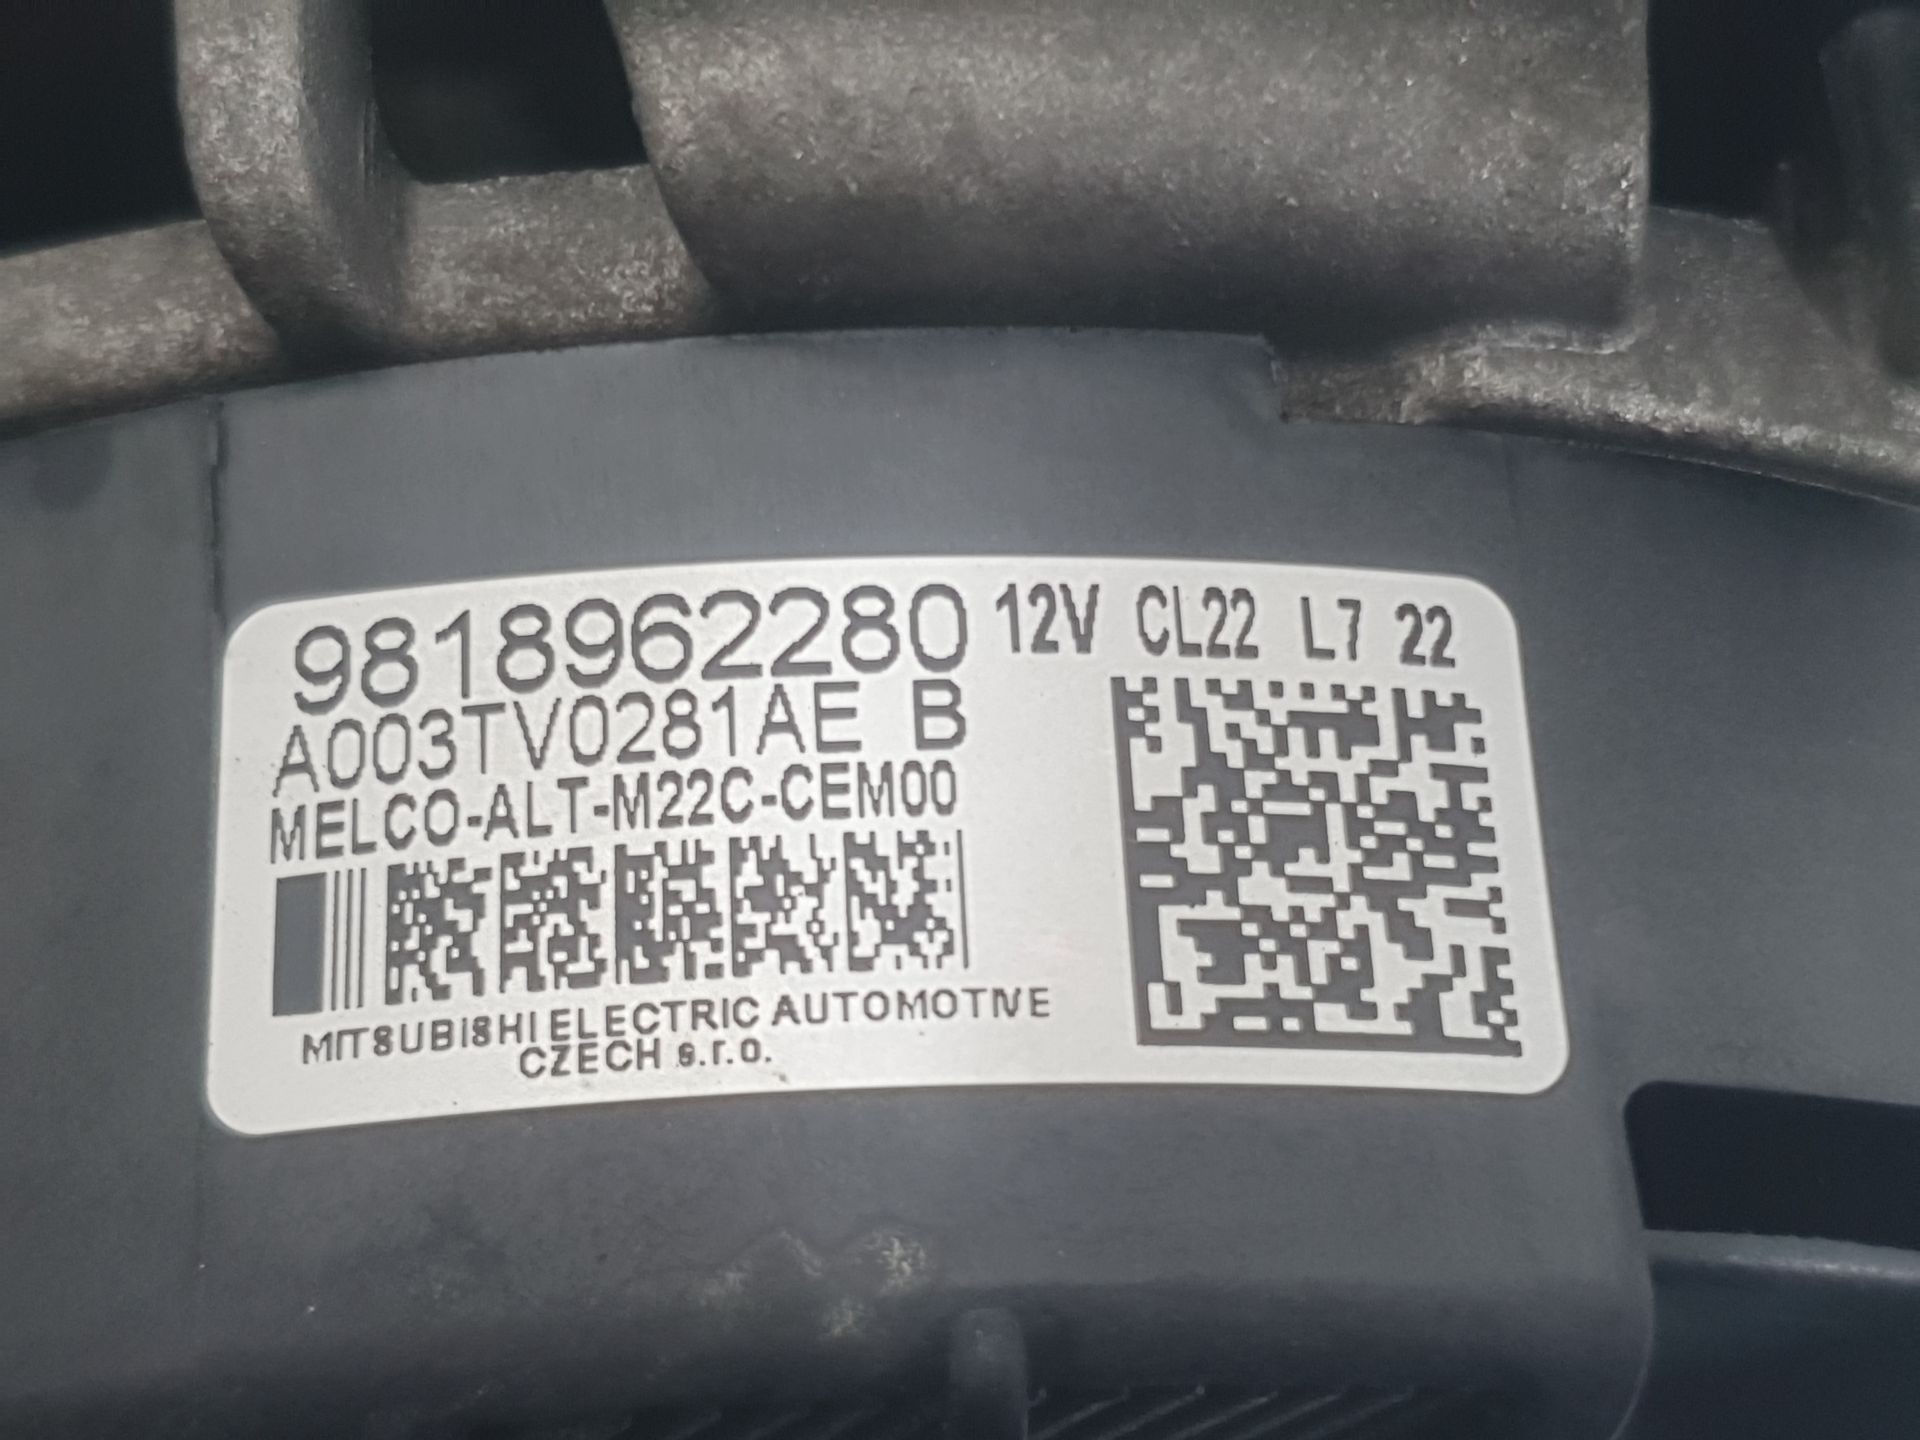 9818962280 12V CL22 L7 22
A003TV0281AE B
MELCO-ALT-M22C-CEM00
MITSUBISHI ELECTRIC AUTOMOTIVE
CZECH s.r.o.